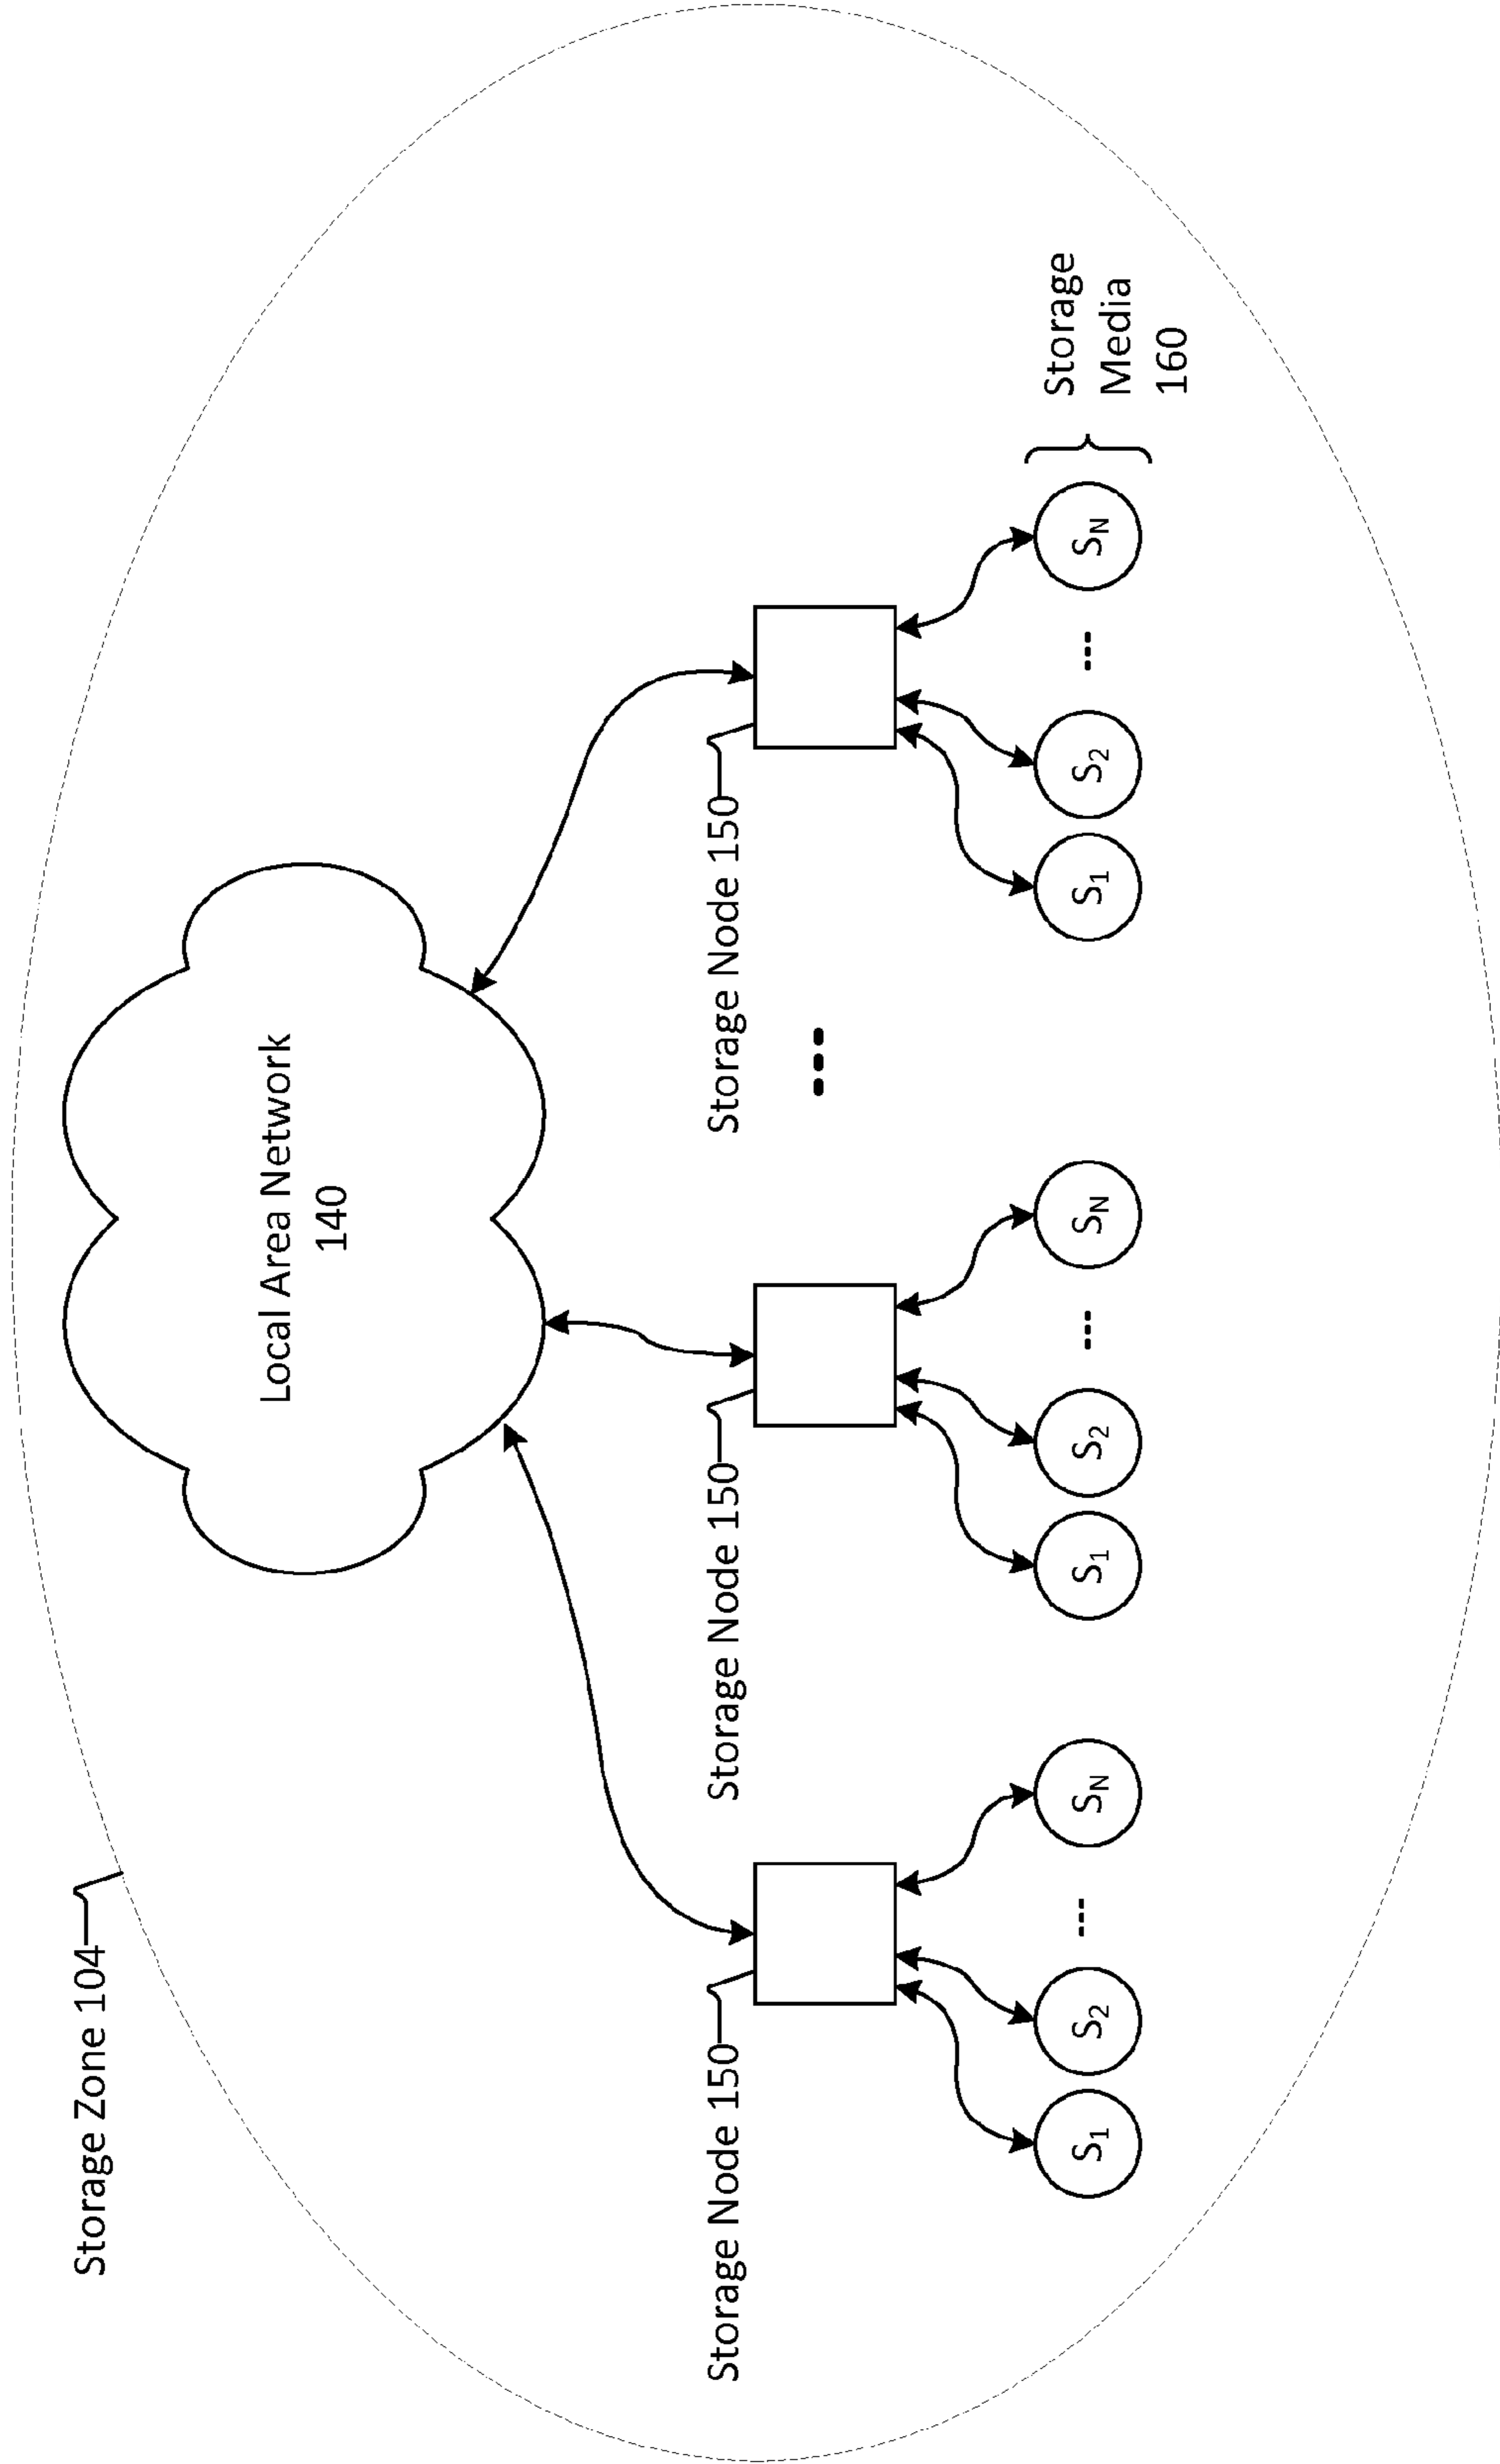 Storage Zone 104
Local Area Network
140
Storage Node 150
Storage Node 150
Storage Node 150
...
S1
S2
...
SN
S1
S2
...
SN
S1
S2
...
SN
Storage
Media
160